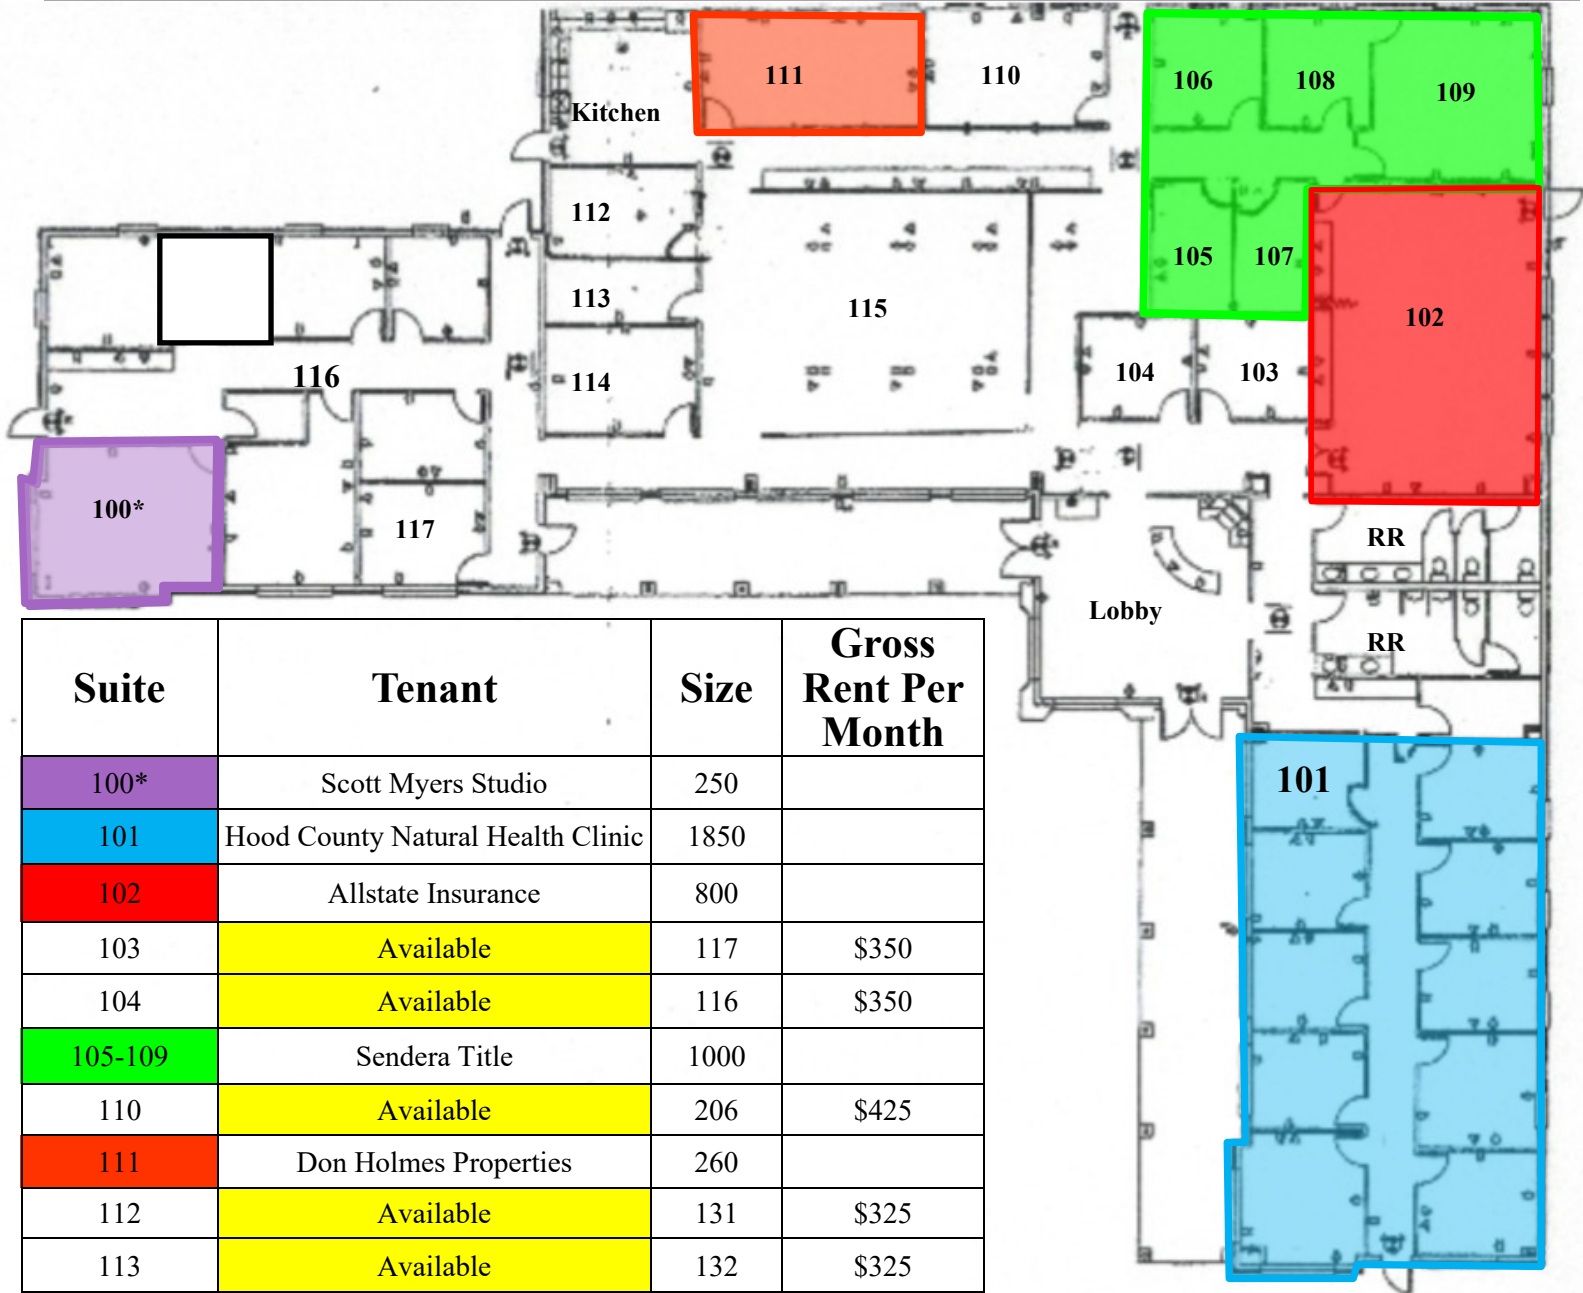 111
110
106
108
109
Kitchen
112
105
107
113
115
102
116
114
104
103
100*
117
RR
Lobby
RR
101
Suite
Tenant
Size
Gross
Rent Per
Month
100* Scott Myers Studio 250
101 Hood County Natural Health Clinic 1850
102 Allstate Insurance 800
103 Available 117 $350
104 Available 116 $350
105-109 Sendera Title 1000
110 Available 206 $425
111 Don Holmes Properties 260
112 Available 131 $325
113 Available 132 $325